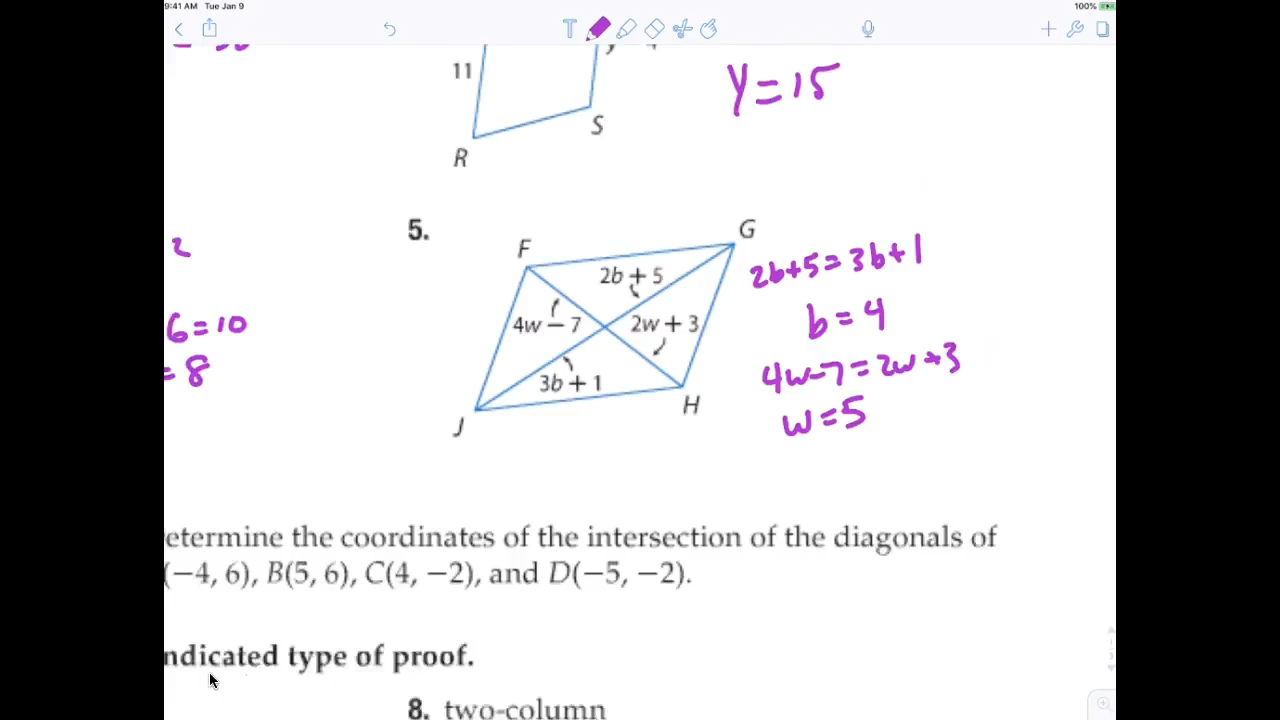 9:41 AM Tue Jan 9
100%
T
11
y = 15
S
R
5.
G
F
2b + 5
2b+5=3b+1
2
b = 4
4w − 7
2w + 3
6=10
4w-7=2w+3
= 8
3b + 1
w=5
H
J
etermine the coordinates of the intersection of the diagonals of
(−4, 6), B(5, 6), C(4, −2), and D(−5, −2).
ndicated type of proof.
8. two-column